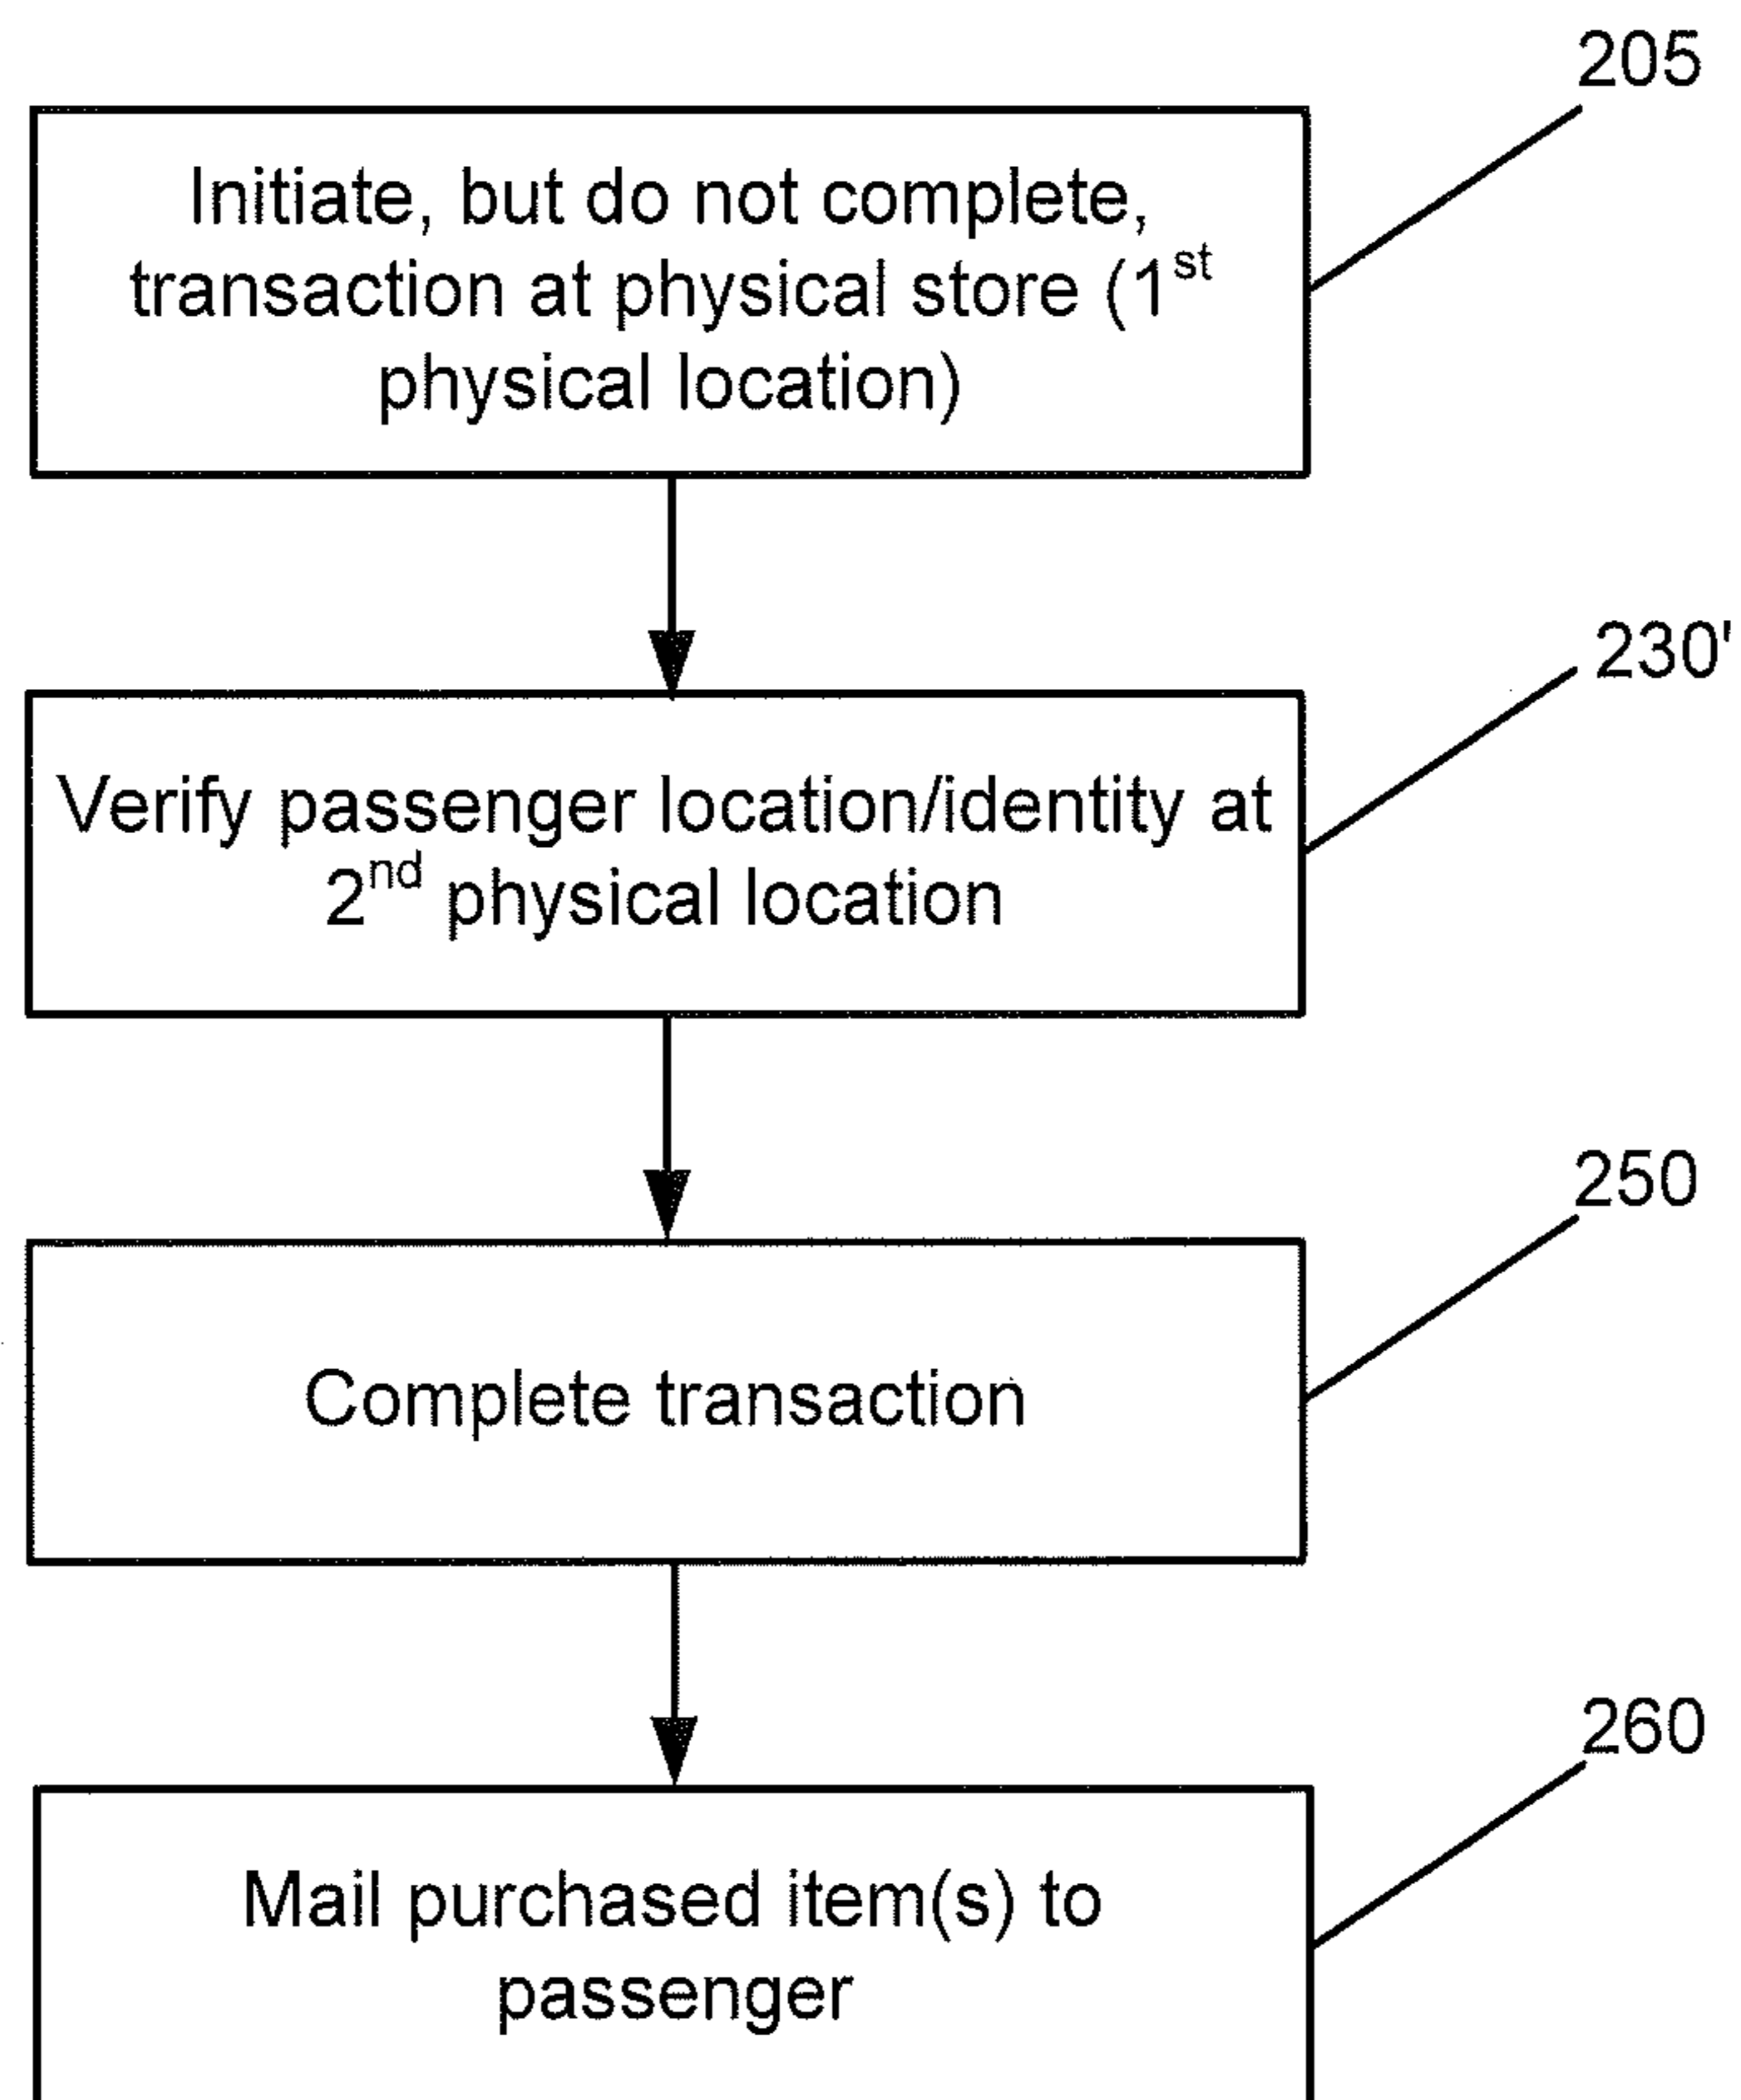 205
Initiate, but do not complete,
transaction at physical store (1st
physical location)
230'
Verify passenger location/identity at
2nd physical location
250
Complete transaction
260
Mail purchased item(s) to
passenger